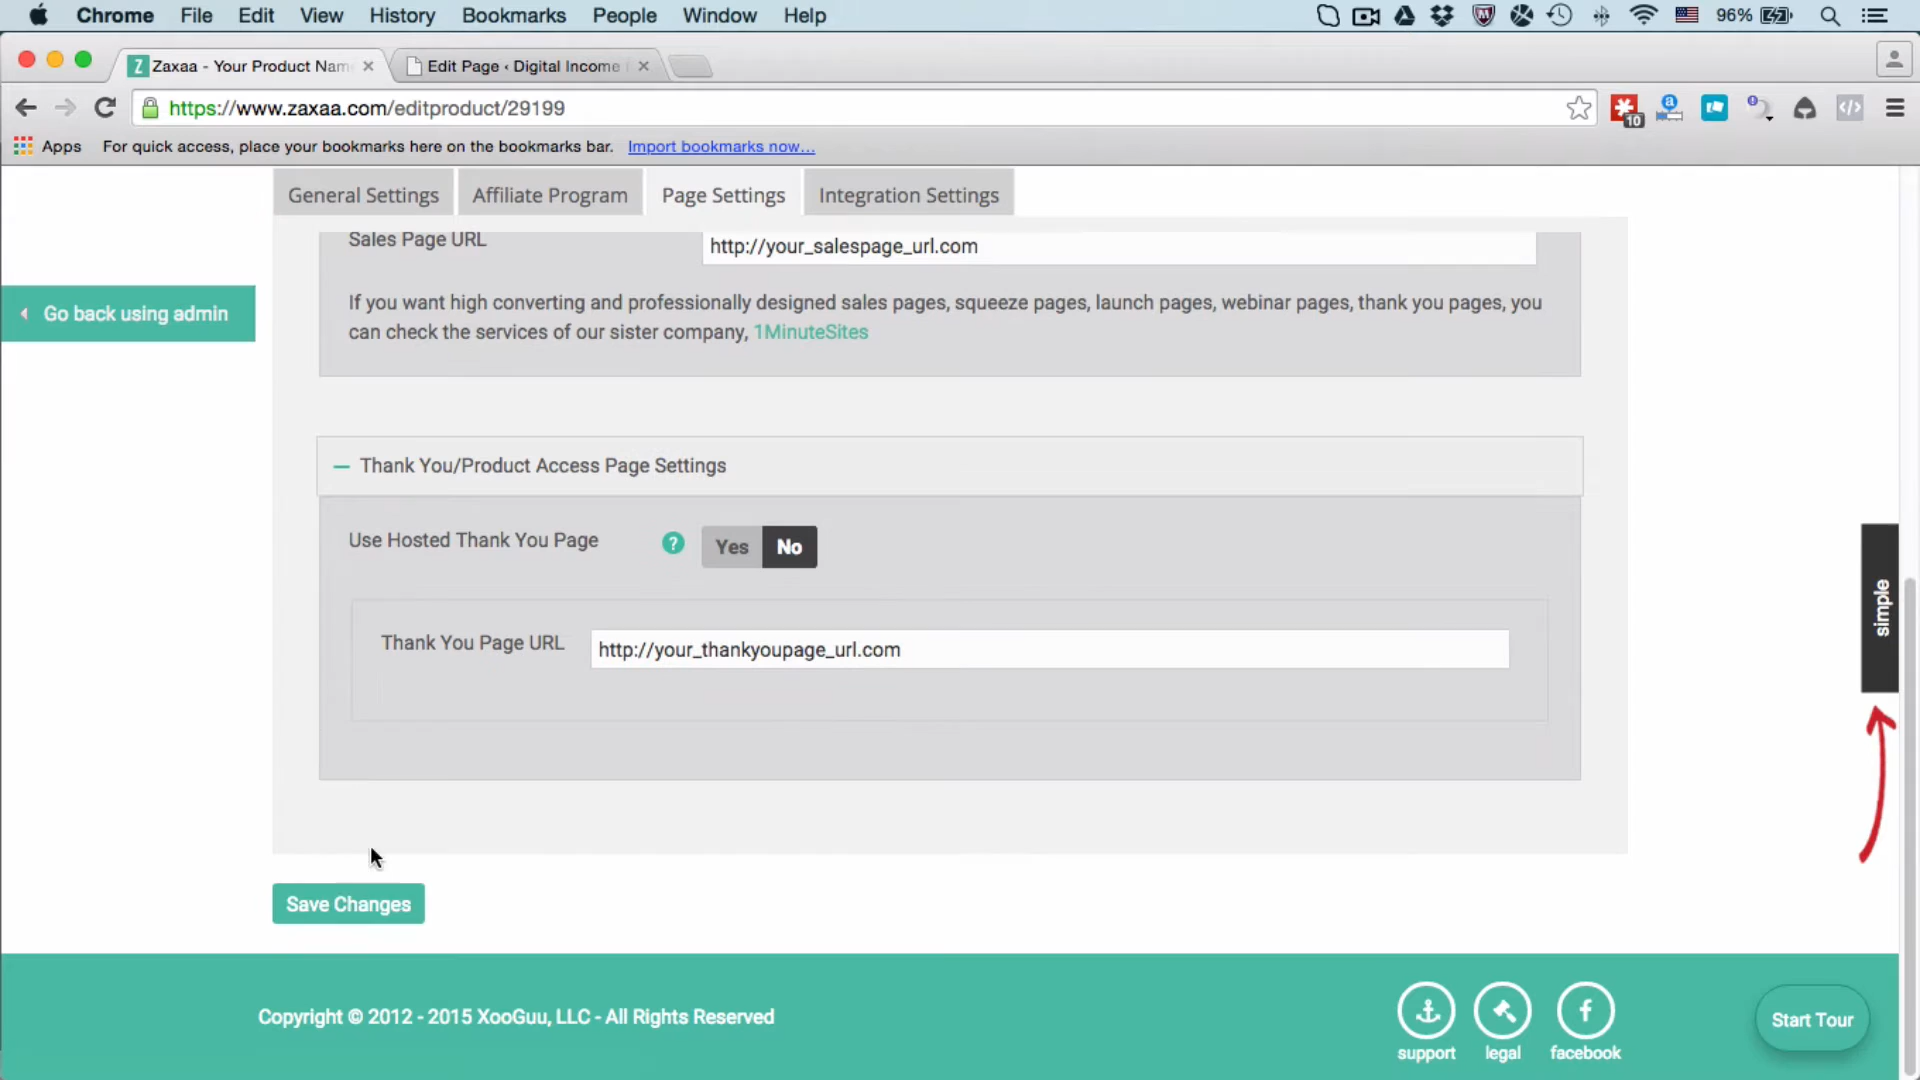 Chrome File Edit View History Bookmarks People Window Help 96%
Zaxaa - Your Product Nam Edit Page ‹ Digital Income
https://www.zaxaa.com/editproduct/29199 10
Apps For quick access, place your bookmarks here on the bookmarks bar. Import bookmarks now...
General Settings Affiliate Program Page Settings Integration Settings
Sales Page URL http://your_salespage_url.com
If you want high converting and professionally designed sales pages, squeeze pages, launch pages, webinar pages, thank you pages, you
can check the services of our sister company, 1MinuteSites
Go back using admin
Thank You/Product Access Page Settings
Use Hosted Thank You Page ? Yes No
simple
Thank You Page URL http://your_thankyoupage_url.com
Save Changes
Copyright © 2012 - 2015 XooGuu, LLC - All Rights Reserved
support legal facebook
Start Tour